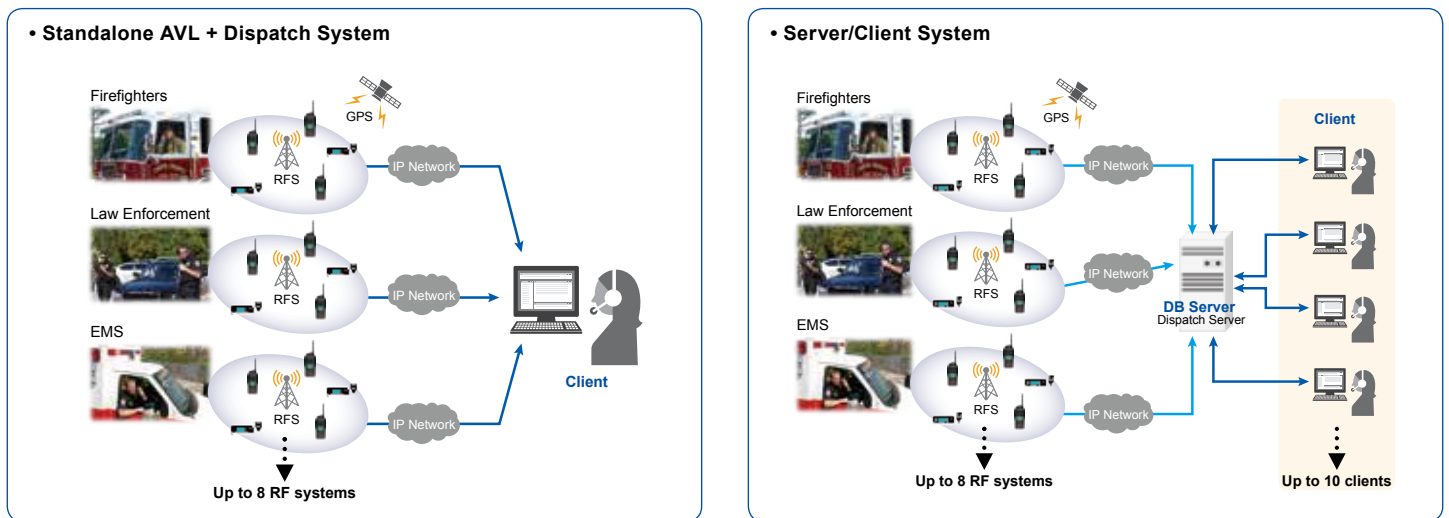 • Standalone AVL + Dispatch System
Firefighters
GPS
RFS
IP Network
Law Enforcement
RFS
IP Network
EMS
RFS
IP Network
Client
Up to 8 RF systems
• Server/Client System
Firefighters
GPS
RFS
IP Network
Client
Law Enforcement
RFS
IP Network
DB Server
Dispatch Server
EMS
RFS
IP Network
Up to 8 RF systems
Up to 10 clients